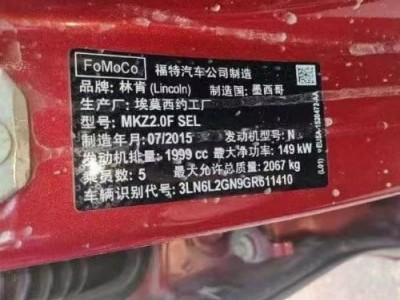 FoMoCo 福特汽车公司制造
品牌：林肯 (Lincoln) 制造国：墨西哥
生产厂：埃莫西约工厂
型号：MKZ2.0F SEL
制造年月：07/2015 发动机型号：N
发动机排量：1999 cc 最大净功率：149 kW
乘员数：5 最大允许总质量：2067 kg
车辆识别代号：3LN6L2GN9GR611410
(L01)